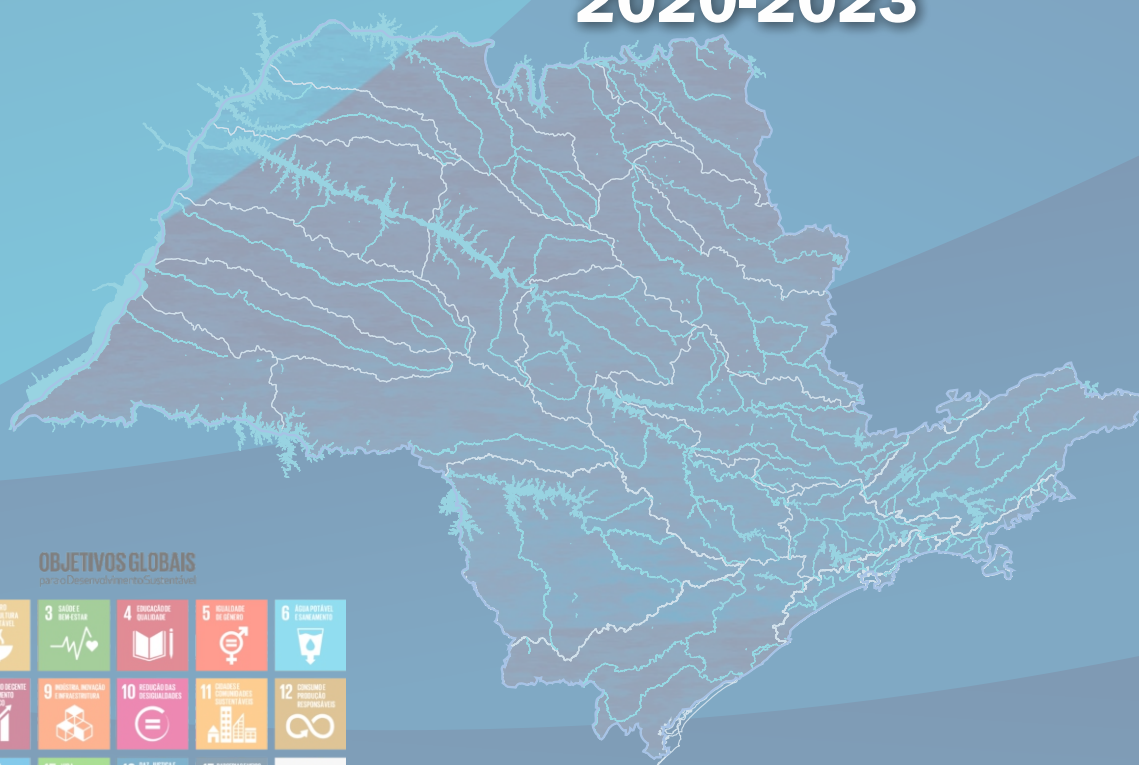 2020-2023
OBJETIVOS GLOBAIS
para o Desenvolvimento Sustentável
3 SAÚDE E
BEM-ESTAR
4 EDUCAÇÃO DE
QUALIDADE
5 IGUALDADE
DE GÊNERO
6 ÁGUA POTÁVEL
E SANEAMENTO
O DECENTE
9 INDÚSTRIA, INOVAÇÃO
E INFRAESTRUTURA
10 REDUÇÃO DAS
DESIGUALDADES
11 CIDADES E
COMUNIDADES
SUSTENTÁVEIS
12 CONSUMO E
PRODUÇÃO
RESPONSÁVEIS